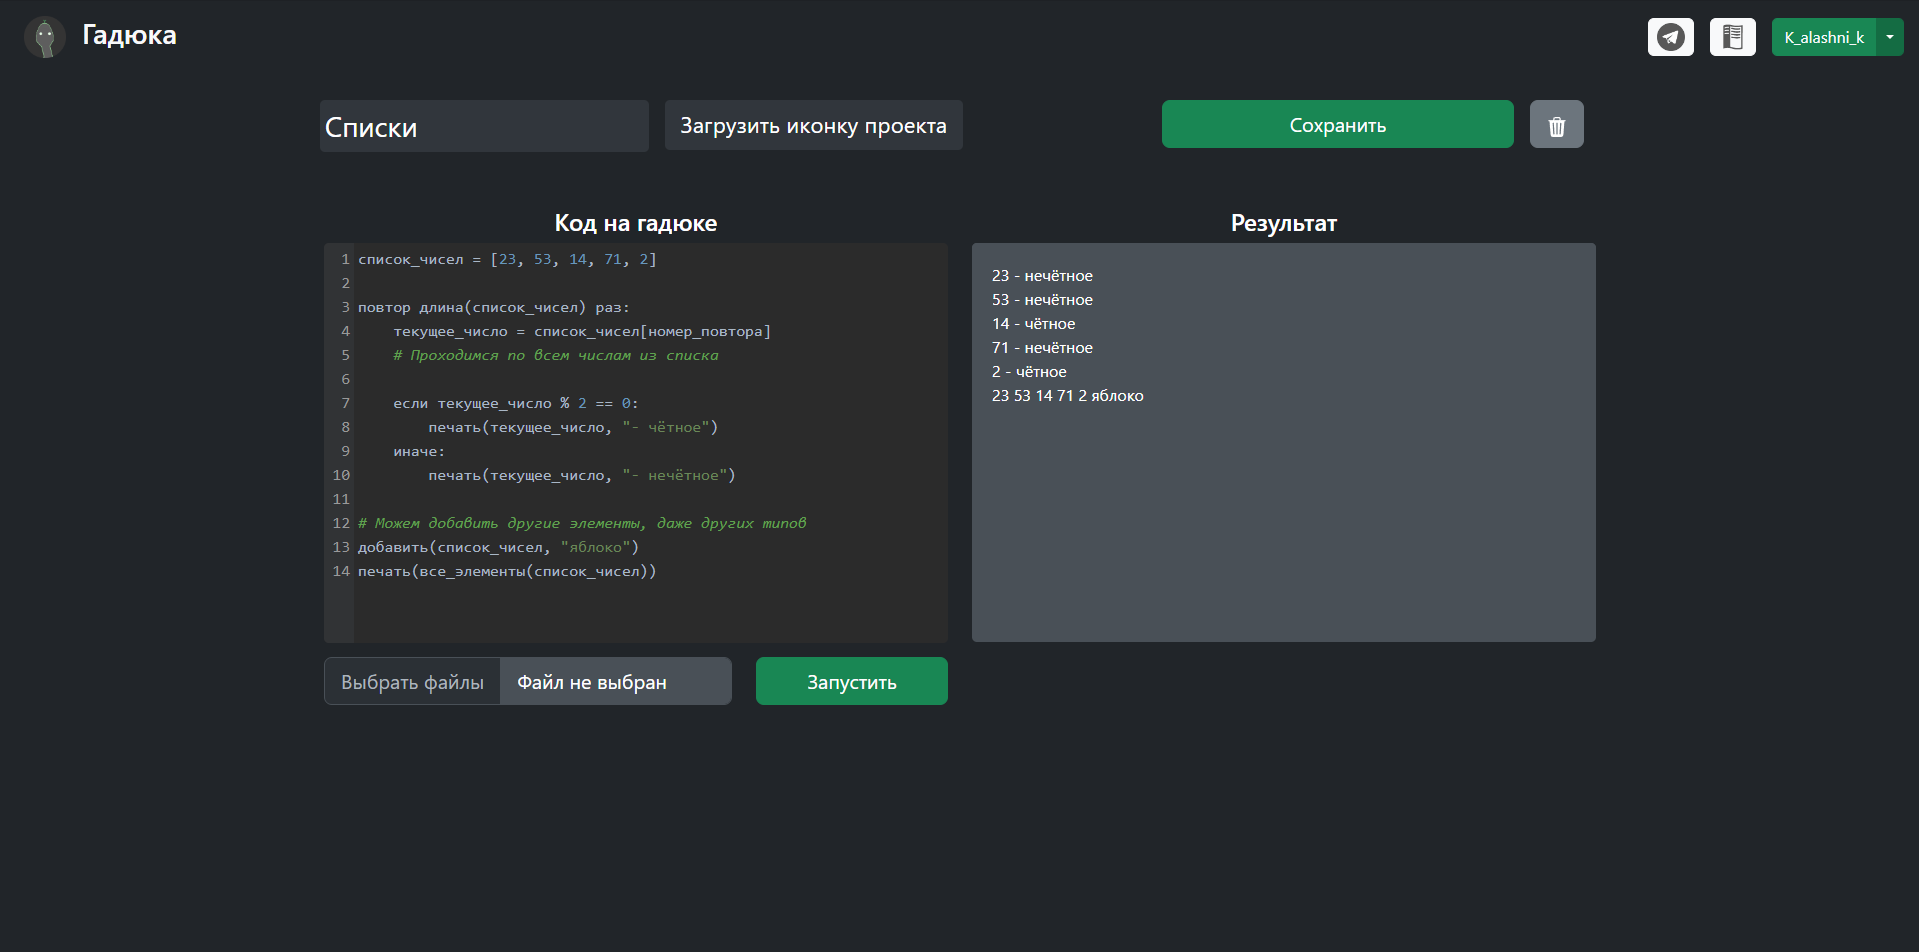 Гадюка
K_alashni_k
Списки
Загрузить иконку проекта
Сохранить
Код на гадюке
1 список_чисел = [23, 53, 14, 71, 2]
2
3 повтор длина(список_чисел) раз:
4     текущее_число = список_чисел[номер_повтора]
5     # Проходимся по всем числам из списка
6
7     если текущее_число % 2 == 0:
8         печать(текущее_число, "- чётное")
9     иначе:
10         печать(текущее_число, "- нечётное")
11
12 # Можем добавить другие элементы, даже других типов
13 добавить(список_чисел, "яблоко")
14 печать(все_элементы(список_чисел))
Выбрать файлы
Файл не выбран
Запустить
Результат
23 - нечётное
53 - нечётное
14 - чётное
71 - нечётное
2 - чётное
23 53 14 71 2 яблоко